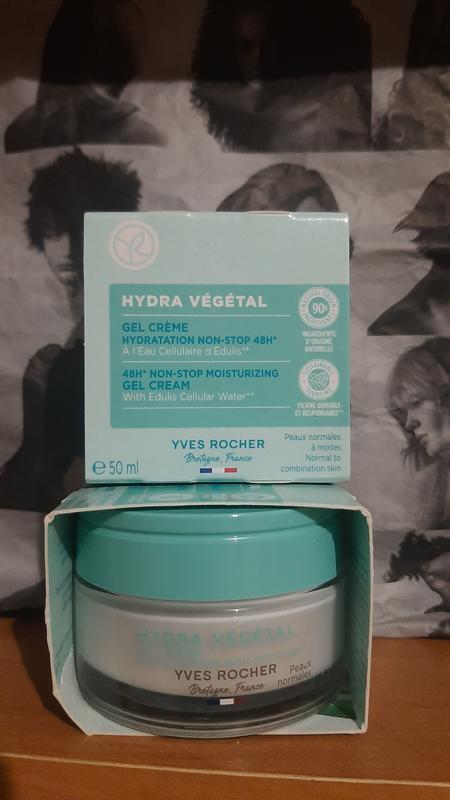 HYDRA VÉGÉTAL
GEL CRÈME
HYDRATATION NON-STOP 48H*
À l'Eau Cellulaire d'Edulis**
48H* NON-STOP MOISTURIZING
GEL CREAM
With Edulis Cellular Water**
90%
INGRÉDIENTS
D'ORIGINE
NATURELLE
FILIÈRE DURABLE
ET RESPONSABLE
YVES ROCHER
Bretagne, France
e 50 ml
Peaux normales
à mixtes
Normal to
combination skin
HYDRA VÉGÉTAL
YVES ROCHER
Bretagne, France
Peaux
normales